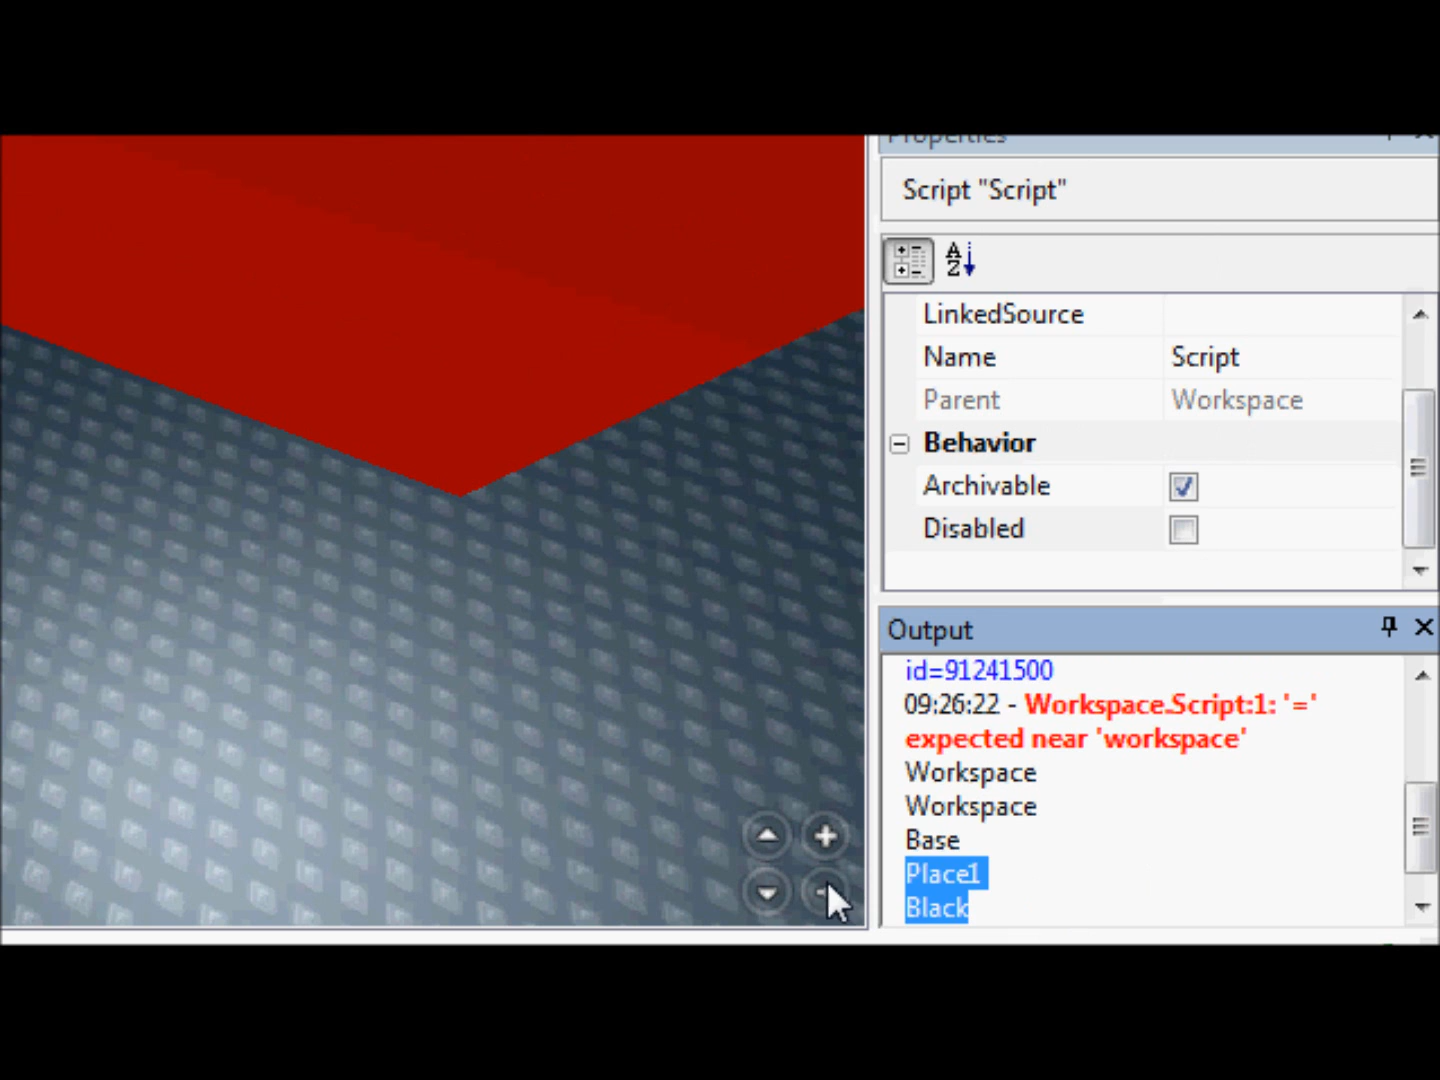 Properties
Script "Script"
A
Z
LinkedSource
Name Script
Parent Workspace
Behavior
Archivable
Disabled
Output
id=91241500
09:26:22 - Workspace.Script:1: '='
expected near 'workspace'
Workspace
Workspace
Base
Place1
Black